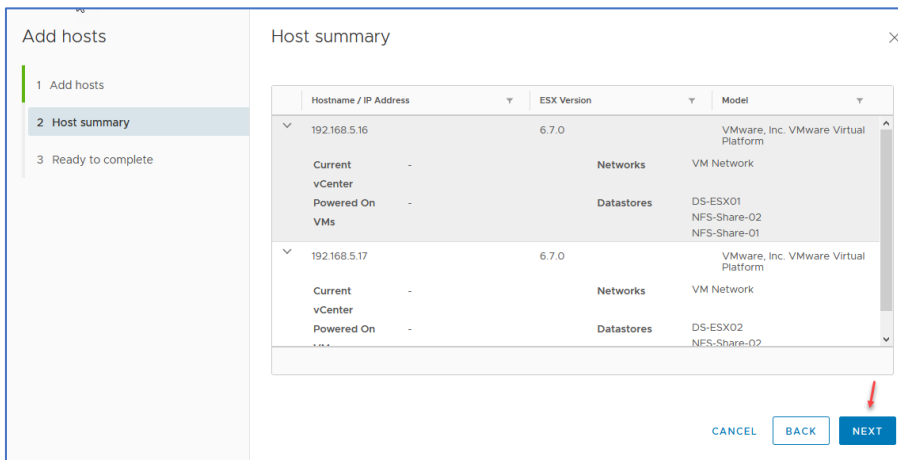 Add hosts
1 Add hosts
2 Host summary
3 Ready to complete
Host summary
Hostname / IP Address ESX Version Model
192.168.5.16 6.7.0 VMware, Inc. VMware Virtual
Platform
Current - Networks VM Network
vCenter
Powered On - Datastores DS-ESX01
VMs NFS-Share-02
NFS-Share-01
192.168.5.17 6.7.0 VMware, Inc. VMware Virtual
Platform
Current - Networks VM Network
vCenter
Powered On - Datastores DS-ESX02
NFS-Share-02
CANCEL BACK NEXT